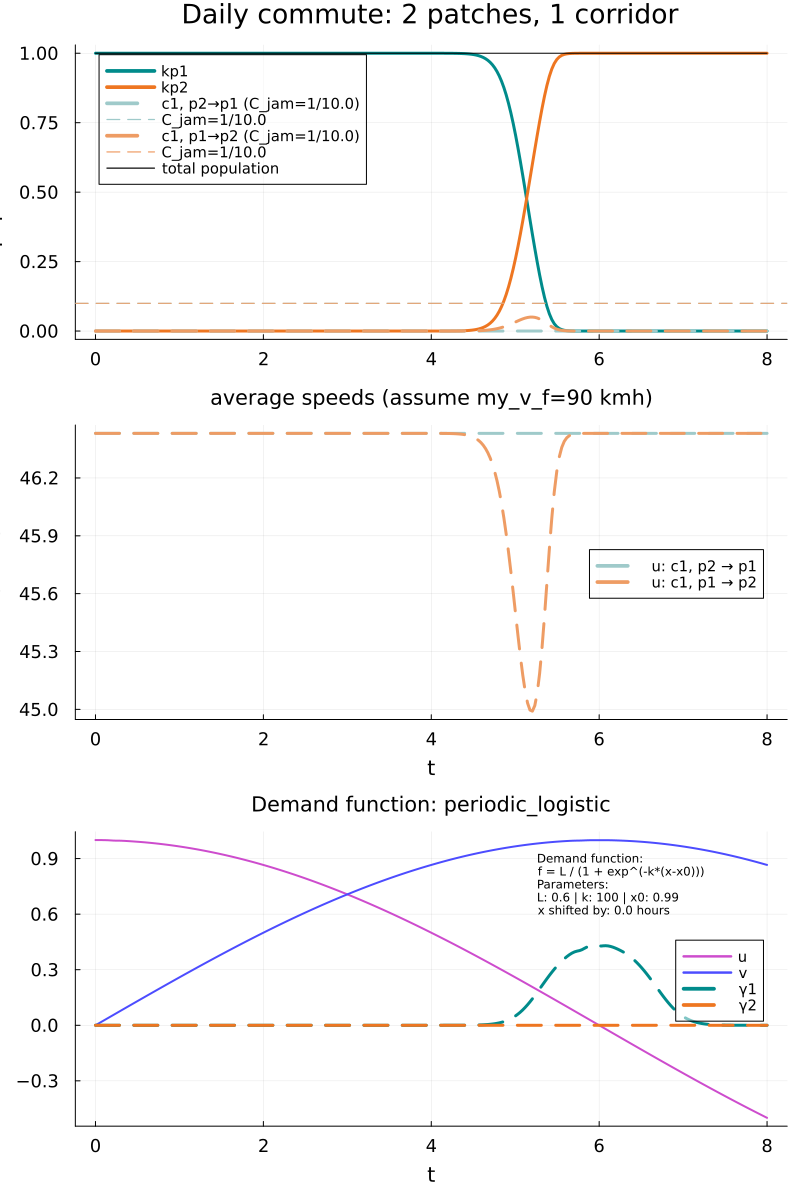 Daily commute: 2 patches, 1 corridor
1.00
0.75
0.50
0.25
0.00
kp1
kp2
c1, p2→p1 (C_jam=1/10.0)
C_jam=1/10.0
c1, p1→p2 (C_jam=1/10.0)
C_jam=1/10.0
total population
0 2 4 6 8
average speeds (assume my_v_f=90 kmh)
46.2
45.9
45.6
45.3
45.0
u: c1, p2 → p1
u: c1, p1 → p2
0 2 4 6 8
t
Demand function: periodic_logistic
0.9
0.6
0.3
0.0
−0.3
Demand function:
f = L / (1 + exp^(-k*(x-x0)))
Parameters:
L: 0.6 | k: 100 | x0: 0.99
x shifted by: 0.0 hours
u
v
γ1
γ2
0 2 4 6 8
t